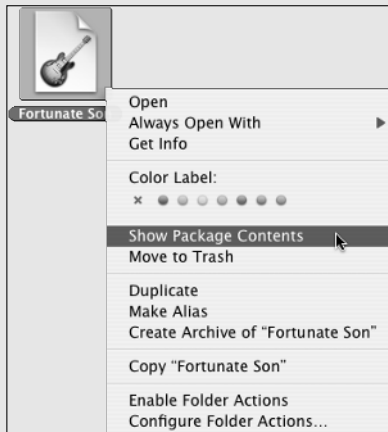 Fortunate So
Open
Always Open With
Get Info
Color Label:
Show Package Contents
Move to Trash
Duplicate
Make Alias
Create Archive of “Fortunate Son”
Copy “Fortunate Son”
Enable Folder Actions
Configure Folder Actions...